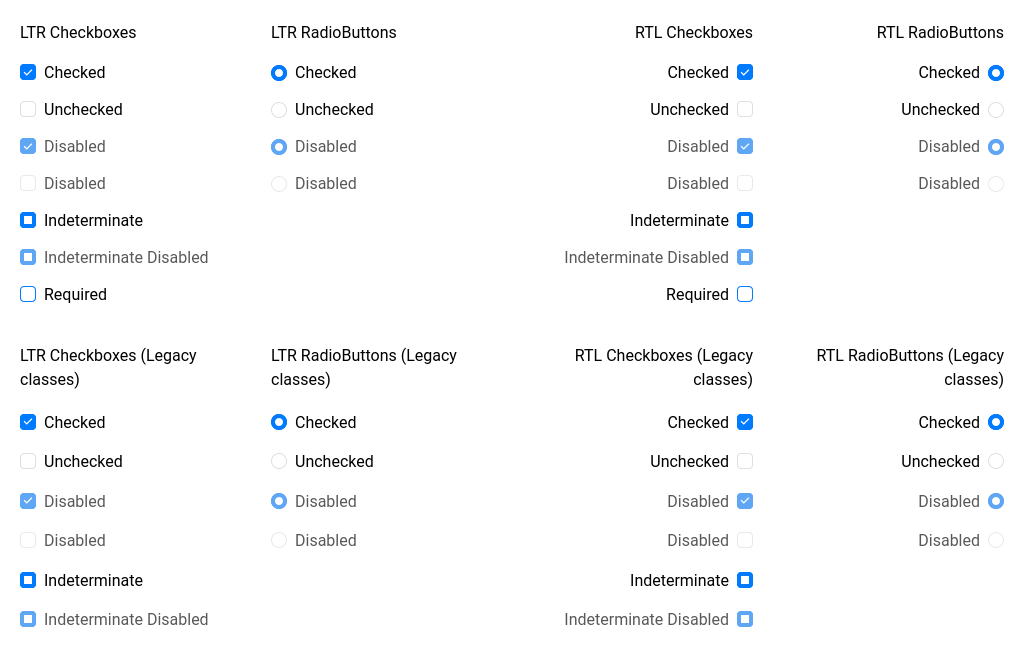 LTR Checkboxes
Checked
Unchecked
Disabled
Disabled
Indeterminate
Indeterminate Disabled
Required
LTR RadioButtons
Checked
Unchecked
Disabled
Disabled
RTL Checkboxes
Checked
Unchecked
Disabled
Disabled
Indeterminate
Indeterminate Disabled
Required
RTL RadioButtons
Checked
Unchecked
Disabled
Disabled
LTR Checkboxes (Legacy
classes)
Checked
Unchecked
Disabled
Disabled
Indeterminate
Indeterminate Disabled
LTR RadioButtons (Legacy
classes)
Checked
Unchecked
Disabled
Disabled
RTL Checkboxes (Legacy
classes)
Checked
Unchecked
Disabled
Disabled
Indeterminate
Indeterminate Disabled
RTL RadioButtons (Legacy
classes)
Checked
Unchecked
Disabled
Disabled